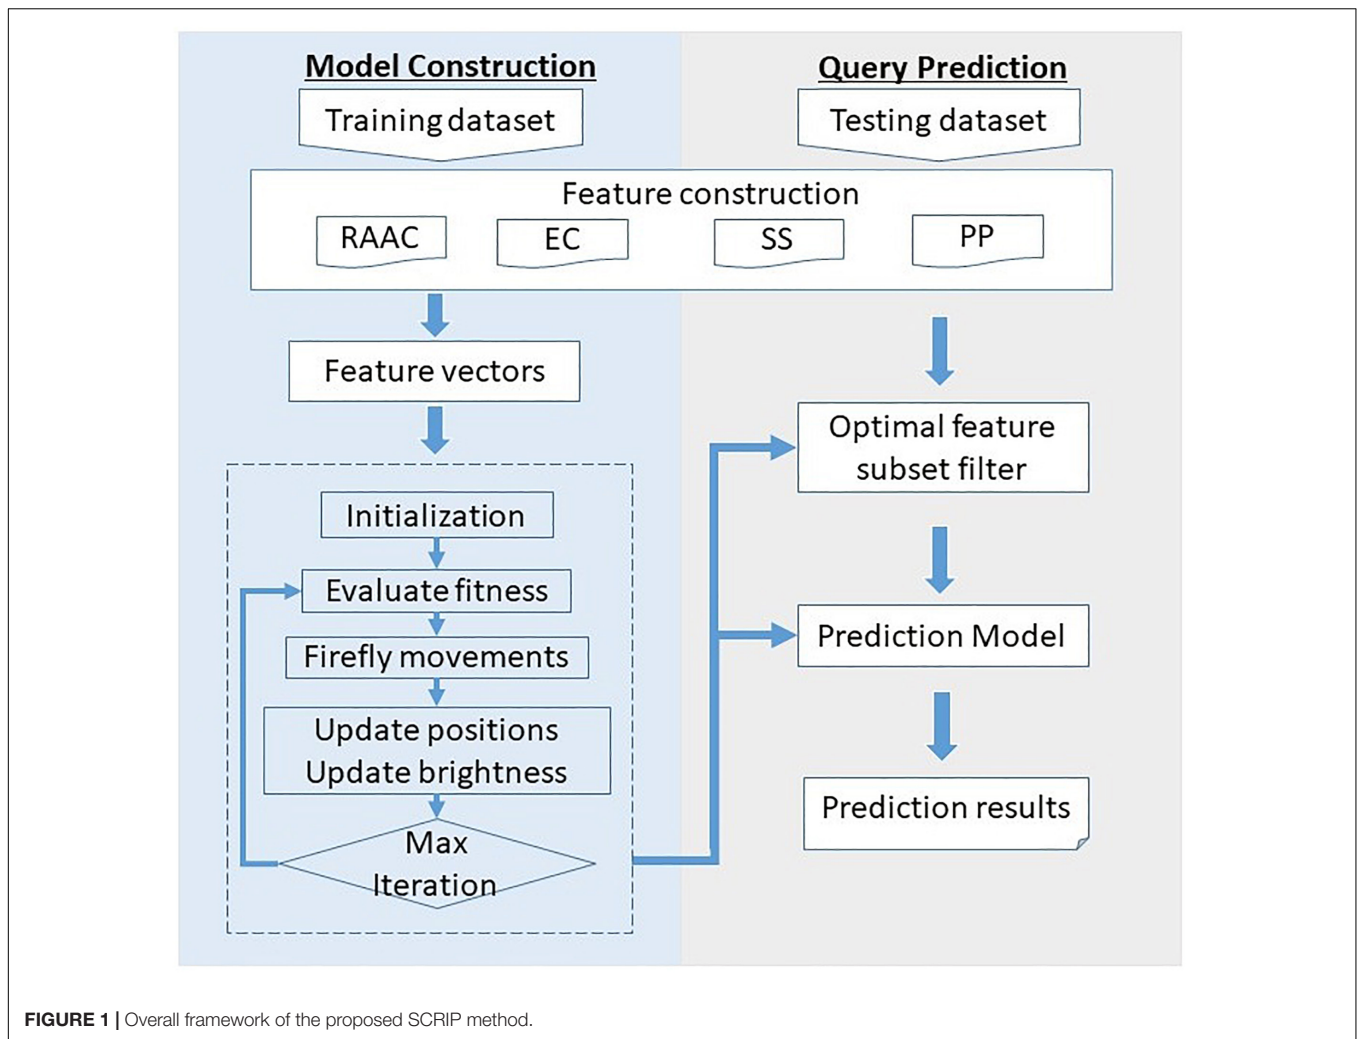 Model Construction
Query Prediction
Training dataset
Testing dataset
Feature construction
RAAC
EC
SS
PP
Feature vectors
Initialization
Evaluate fitness
Firefly movements
Update positions
Update brightness
Max
Iteration
Optimal feature
subset filter
Prediction Model
Prediction results
FIGURE 1 | Overall framework of the proposed SCRIP method.